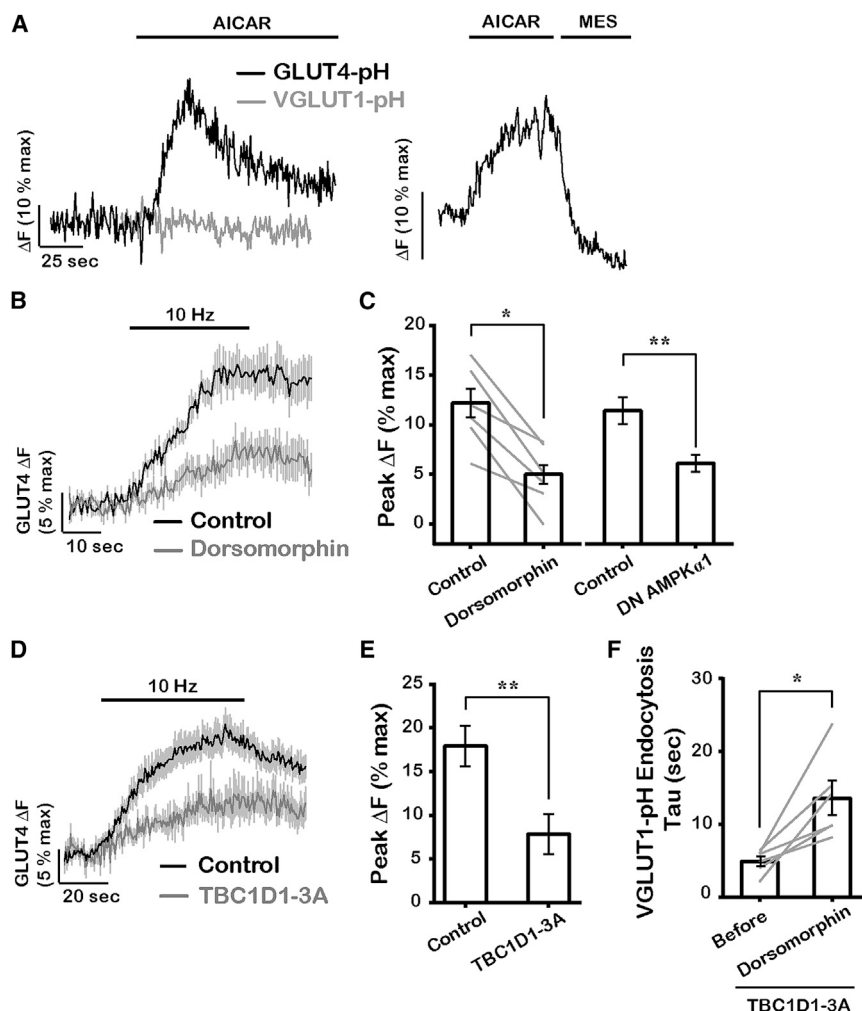 A
AICAR
GLUT4-pH
VGLUT1-pH
ΔF (10 % max)
25 sec
AICAR
MES
ΔF (10 % max)
B
10 Hz
GLUT4 ΔF
(5 % max)
10 sec
Control
Dorsomorphin
C
Peak ΔF (% max)
20
15
10
5
0
*
**
Control
Dorsomorphin
Control
DN AMPKα1
D
10 Hz
GLUT4 ΔF
(5 % max)
20 sec
Control
TBC1D1-3A
E
Peak ΔF (% max)
25
20
15
10
5
0
**
Control
TBC1D1-3A
F
VGLUT1-pH Endocytosis
Tau (sec)
30
20
10
0
*
Before
Dorsomorphin
TBC1D1-3A